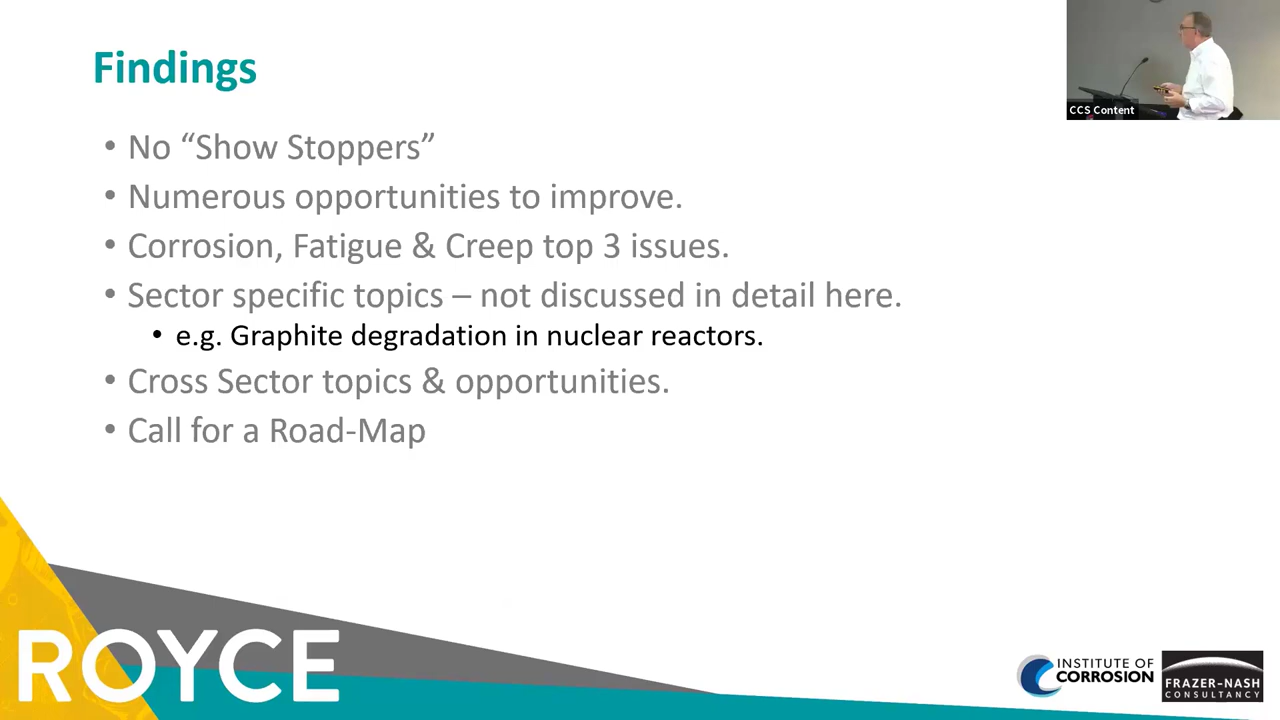 Findings
CCS Content
• No “Show Stoppers”
• Numerous opportunities to improve.
• Corrosion, Fatigue & Creep top 3 issues.
• Sector specific topics – not discussed in detail here.
• e.g. Graphite degradation in nuclear reactors.
• Cross Sector topics & opportunities.
• Call for a Road-Map
ROYCE
INSTITUTE OF
CORROSION
FRAZER-NASH
CONSULTANCY